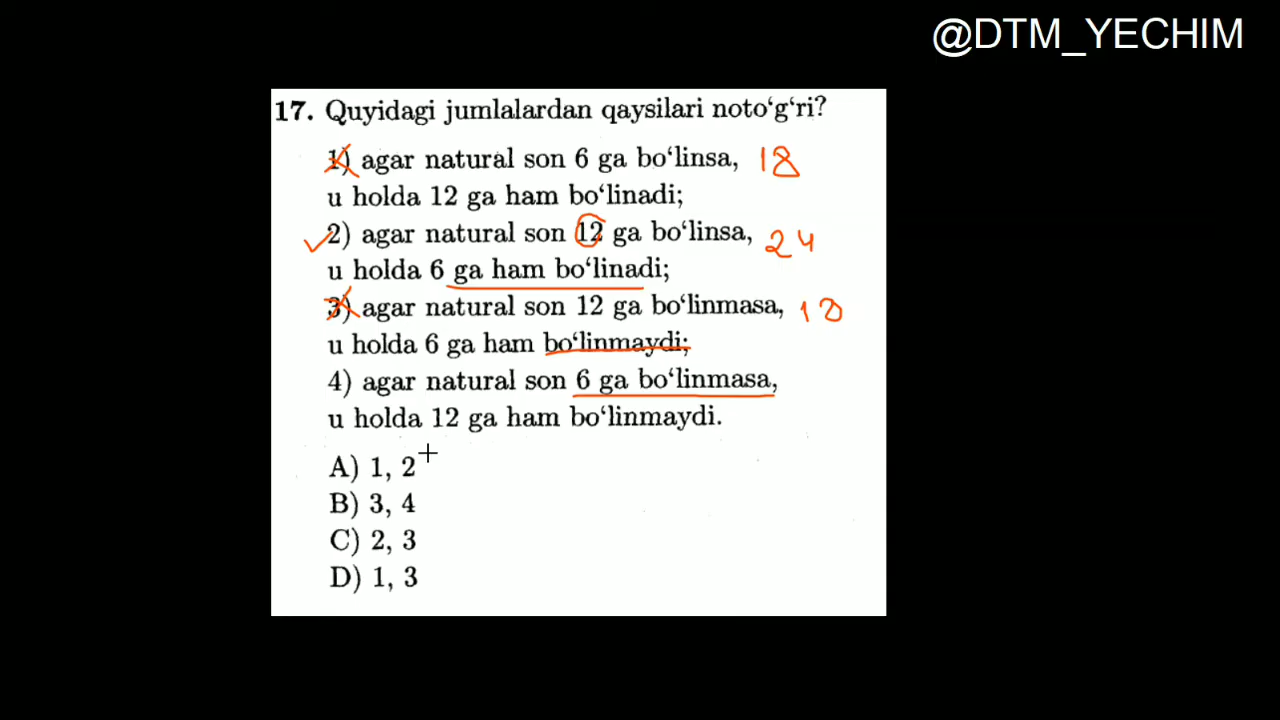 @DTM_YECHIM
17. Quyidagi jumlalardan qaysilari noto‘g‘ri?
1) agar natural son 6 ga bo‘linsa, 18
u holda 12 ga ham bo‘linadi;
2) agar natural son 12 ga bo‘linsa, 24
u holda 6 ga ham bo‘linadi;
3) agar natural son 12 ga bo‘linmasa, 18
u holda 6 ga ham bo‘linmaydi;
4) agar natural son 6 ga bo‘linmasa,
u holda 12 ga ham bo‘linmaydi.
A) 1, 2
B) 3, 4
C) 2, 3
D) 1, 3